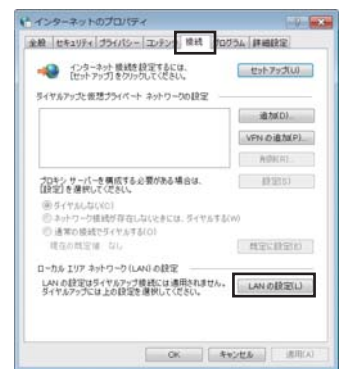 インターネットのプロパティ
全般 セキュリティ プライバシー コンテンツ 接続 プログラム 詳細設定
インターネット接続を設定するには、
[セットアップ]をクリックしてください。
セットアップ(U)
ダイヤルアップと仮想プライベート ネットワークの設定
追加(D)...
VPN の追加(P)...
削除(R)...
プロキシ サーバーを構成する必要がある場合は、
[設定] を選択してください。
設定(S)
ダイヤルしない(C)
ネットワーク接続が存在しないときには、ダイヤルする(W)
通常の接続でダイヤルする(O)
現在の既定値 なし
既定に設定(E)
ローカル エリア ネットワーク (LAN) の設定
LAN の設定はダイヤルアップ接続には適用されません。
ダイヤルアップには上の設定を選択してください。
LAN の設定(L)
OK キャンセル 適用(A)